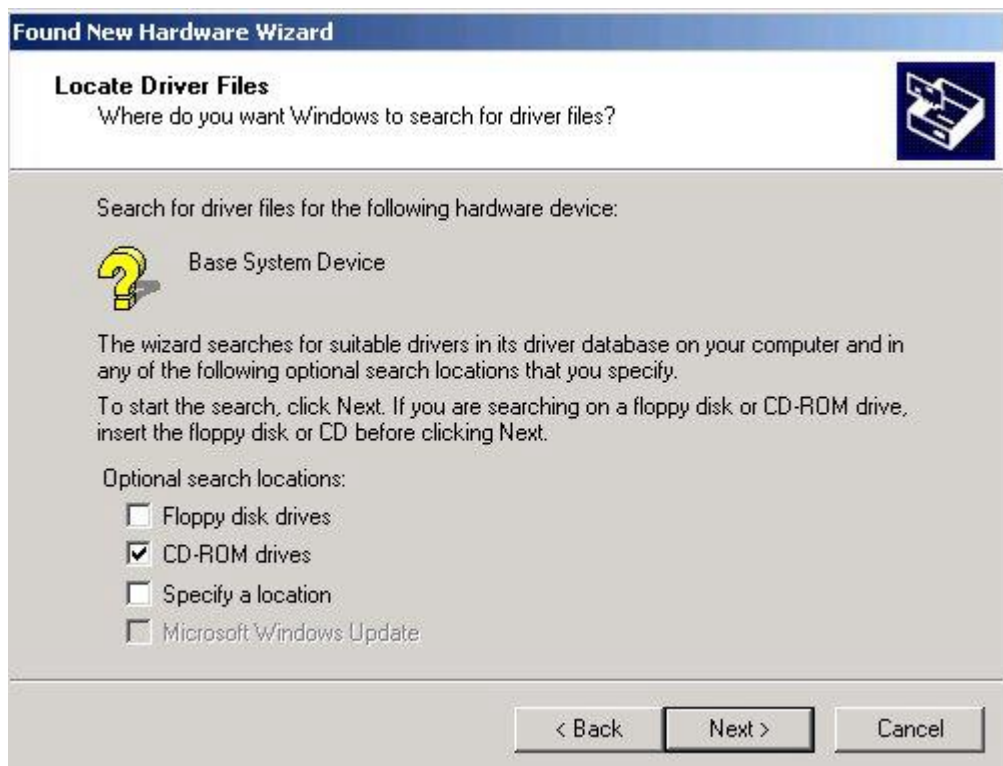 Found New Hardware Wizard
Locate Driver Files
Where do you want Windows to search for driver files?
Search for driver files for the following hardware device:
Base System Device
The wizard searches for suitable drivers in its driver database on your computer and in
any of the following optional search locations that you specify.
To start the search, click Next. If you are searching on a floppy disk or CD-ROM drive,
insert the floppy disk or CD before clicking Next.
Optional search locations:
Floppy disk drives
CD-ROM drives
Specify a location
Microsoft Windows Update
< Back Next > Cancel